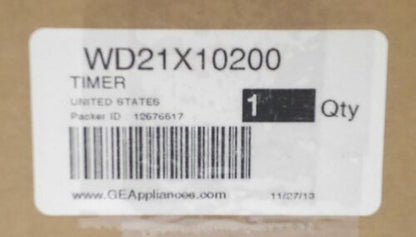 WD21X10200
TIMER
UNITED STATES
1 Qty
Packer ID 12676617
www.GEAppliances.com 11/27/13